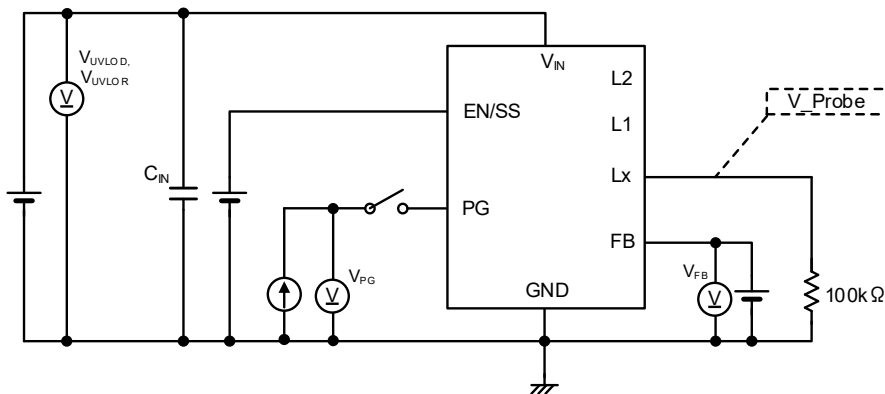 VUVLOD,
VUVLOR
V
CIN
VIN
L2
EN/SS
L1
V_Probe
Lx
PG
FB
VPG
V
VFB
V
GND
100kΩ